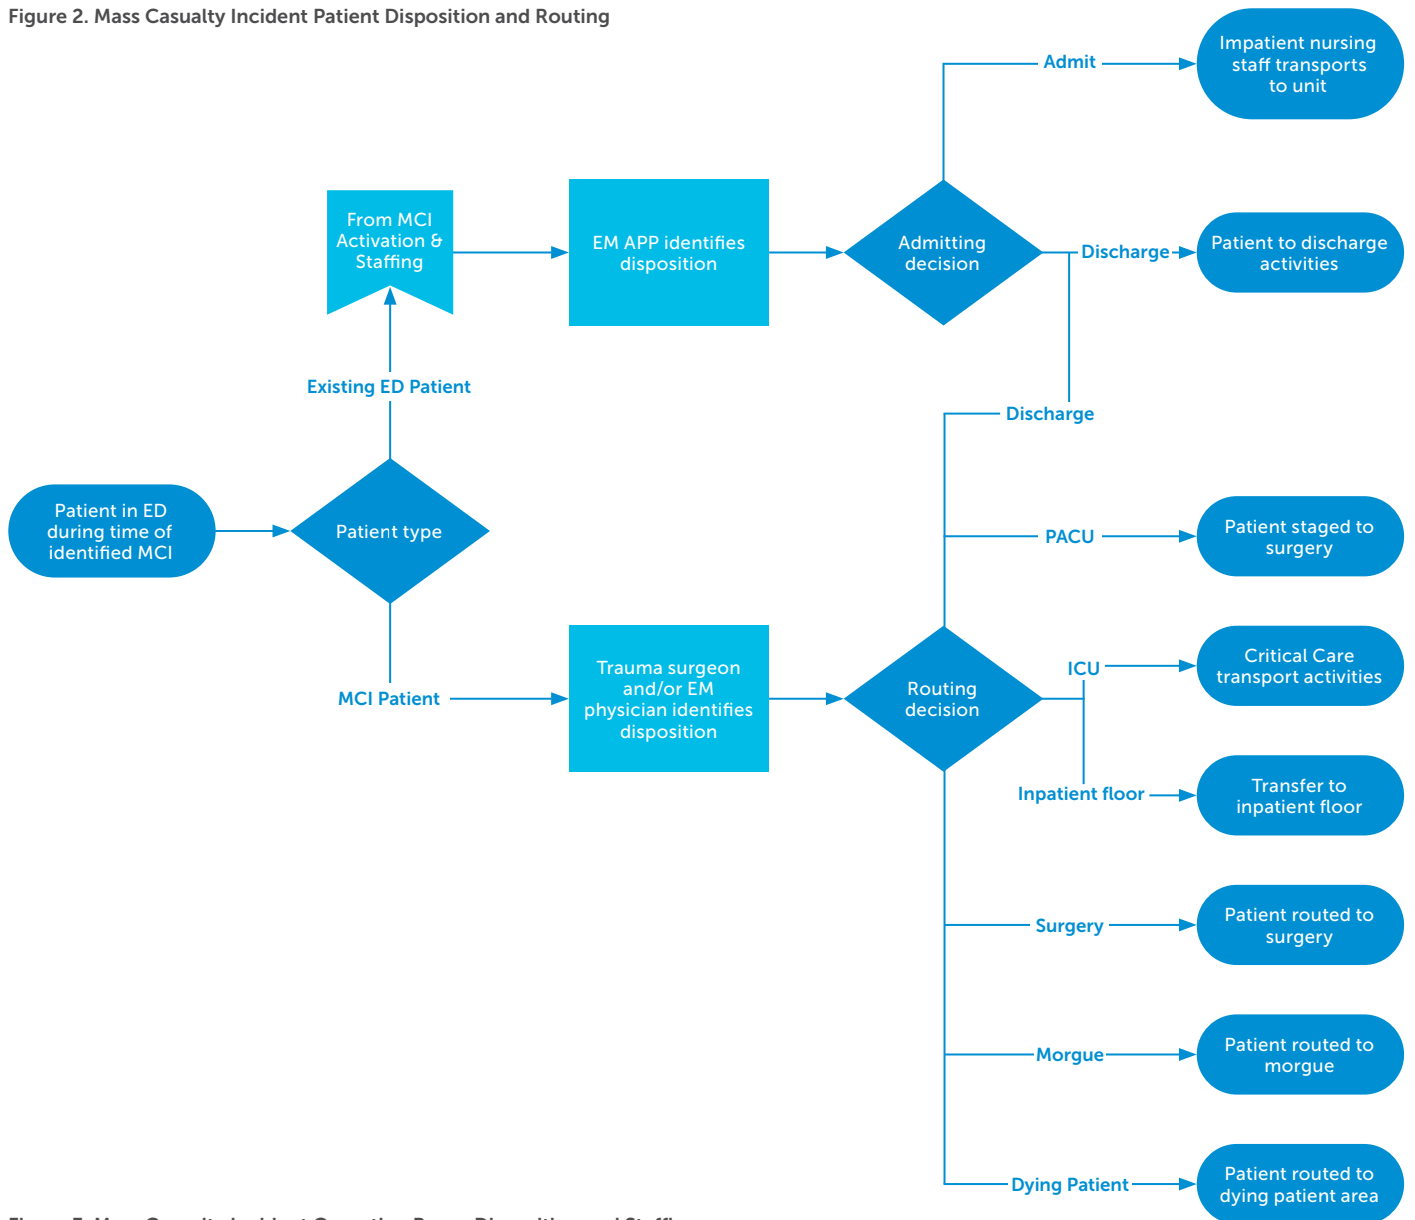 Figure 2. Mass Casualty Incident Patient Disposition and Routing
Admit
Impatient nursing
staff transports
to unit
From MCI
Activation &
Staffing
EM APP identifies
disposition
Admitting
decision
Discharge
Patient to discharge
activities
Existing ED Patient
Discharge
Patient in ED
during time of
identified MCI
Patient type
PACU
Patient staged to
surgery
MCI Patient
Trauma surgeon
and/or EM
physician identifies
disposition
Routing
decision
ICU
Critical Care
transport activities
Inpatient floor
Transfer to
inpatient floor
Surgery
Patient routed to
surgery
Morgue
Patient routed to
morgue
Dying Patient
Patient routed to
dying patient area